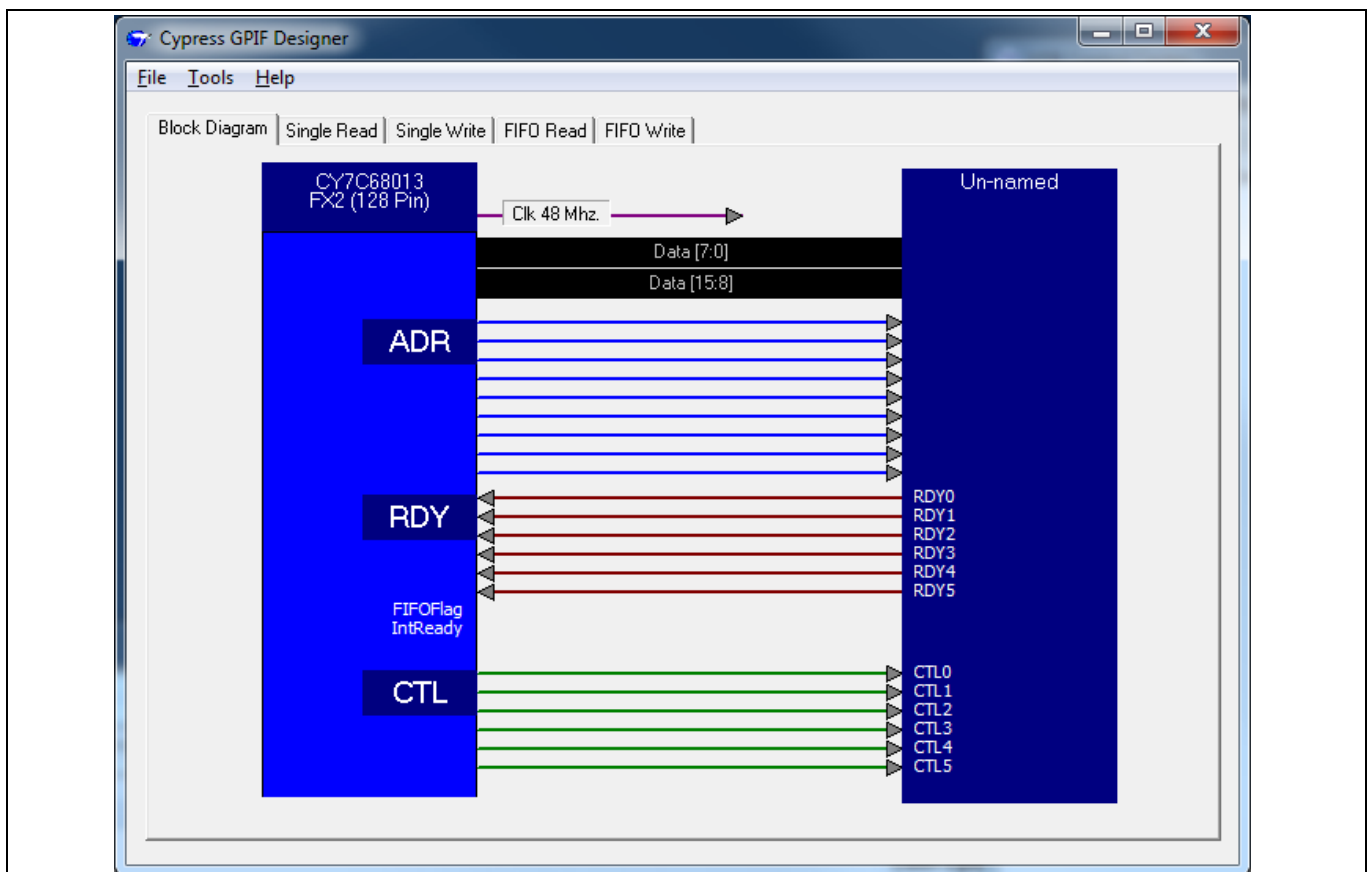 Cypress GPIF Designer
File Tools Help
Block Diagram Single Read Single Write FIFO Read FIFO Write
CY7C68013
FX2 (128 Pin)
Un-named
Clk 48 Mhz.
Data [7:0]
Data [15:8]
ADR
RDY
RDY0
RDY1
RDY2
RDY3
RDY4
RDY5
FIFOFlag
IntReady
CTL
CTL0
CTL1
CTL2
CTL3
CTL4
CTL5